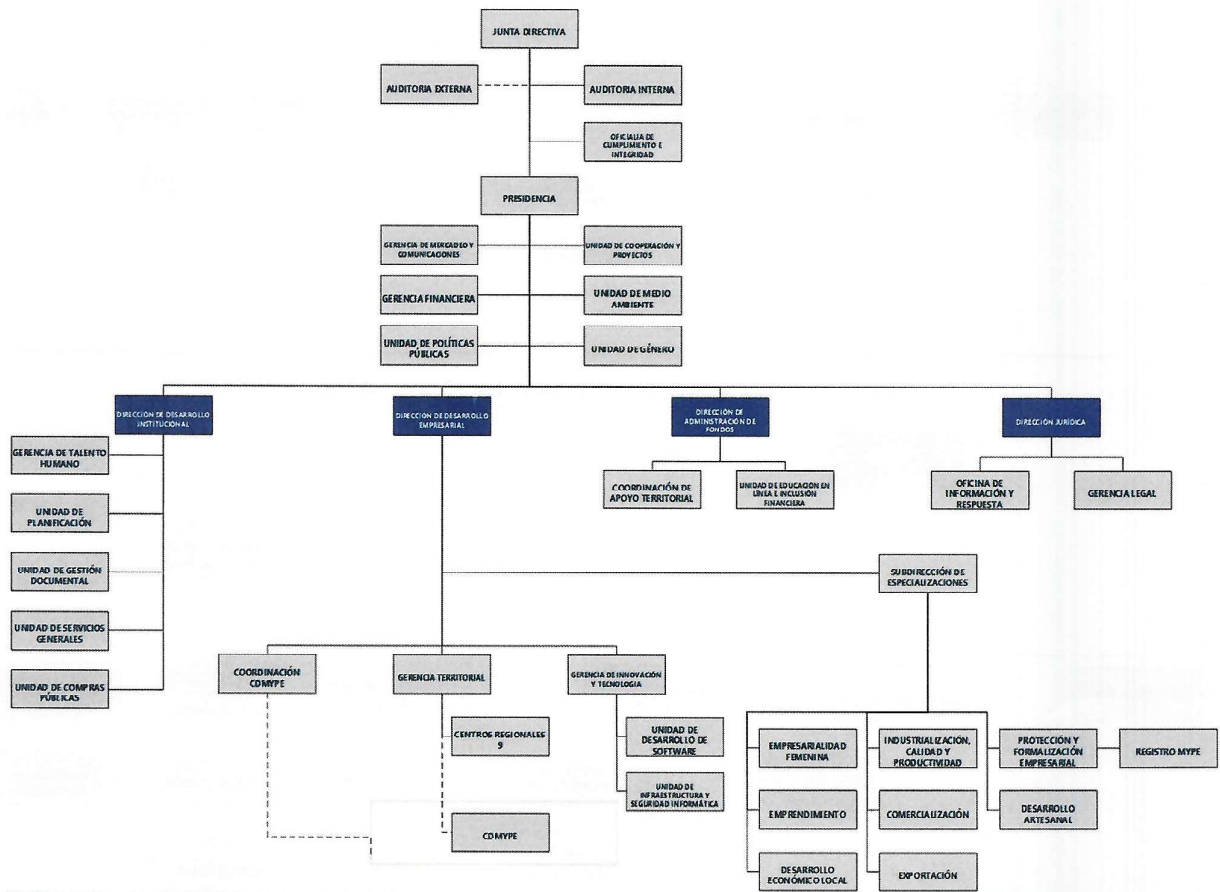 JUNTA DIRECTIVA
AUDITORIA EXTERNA
AUDITORIA INTERNA
OFICIALIA DE
CUMPLIMIENTO E
INTEGRIDAD
PRESIDENCIA
GERENCIA DE MERCADEO Y
COMUNICACIONES
UNIDAD DE COOPERACIÓN Y
PROYECTOS
GERENCIA FINANCIERA
UNIDAD DE MEDIO
AMBIENTE
UNIDAD DE POLÍTICAS
PÚBLICAS
UNIDAD DE GÉNERO
DIRECCIÓN DE DESARROLLO
INSTITUCIONAL
DIRECCION DE DESARROLLO
EMPRESARIAL
DIRECCIÓN DE
ADMINISTRACIÓN DE
FONDOS
DIRECCIÓN JURÍDICA
GERENCIA DE TALENTO
HUMANO
UNIDAD DE
PLANIFICACIÓN
UNIDAD DE GESTIÓN
DOCUMENTAL
UNIDAD DE SERVICIOS
GENERALES
UNIDAD DE COMPRAS
PÚBLICAS
COORDINACIÓN DE
APOYO TERRITORIAL
UNIDAD DE EDUCACIÓN EN
LÍNEA E INCLUSIÓN
FINANCIERA
OFICINA DE
INFORMACIÓN Y
RESPUESTA
GERENCIA LEGAL
SUBDIRECCIÓN DE
ESPECIALIZACIONES
COORDINACIÓN
CDMYPE
GERENCIA TERRITORIAL
GERENCIA DE INNOVACIÓN
Y TECNOLOGIA
CENTROS REGIONALES
9
CDMYPE
UNIDAD DE
DESARROLLO DE
SOFTWARE
UNIDAD DE
INFRAESTRUCTURA Y
SEGURIDAD INFORMÁTICA
EMPRESARIALIDAD
FEMENINA
INDUSTRIALIZACIÓN,
CALIDAD Y
PRODUCTIVIDAD
PROTECCIÓN Y
FORMALIZACIÓN
EMPRESARIAL
REGISTRO MYPE
EMPRENDIMIENTO
COMERCIALIZACIÓN
DESARROLLO
ARTESANAL
DESARROLLO
ECONÓMICO LOCAL
EXPORTACIÓN